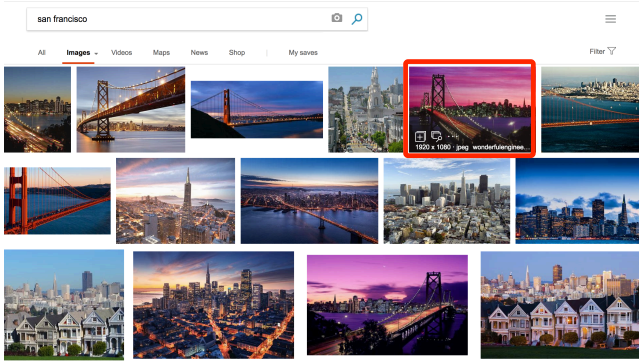 san francisco
All Images Videos Maps News Shop | My saves Filter
1920 x 1080 · jpeg wonderfulenginee...